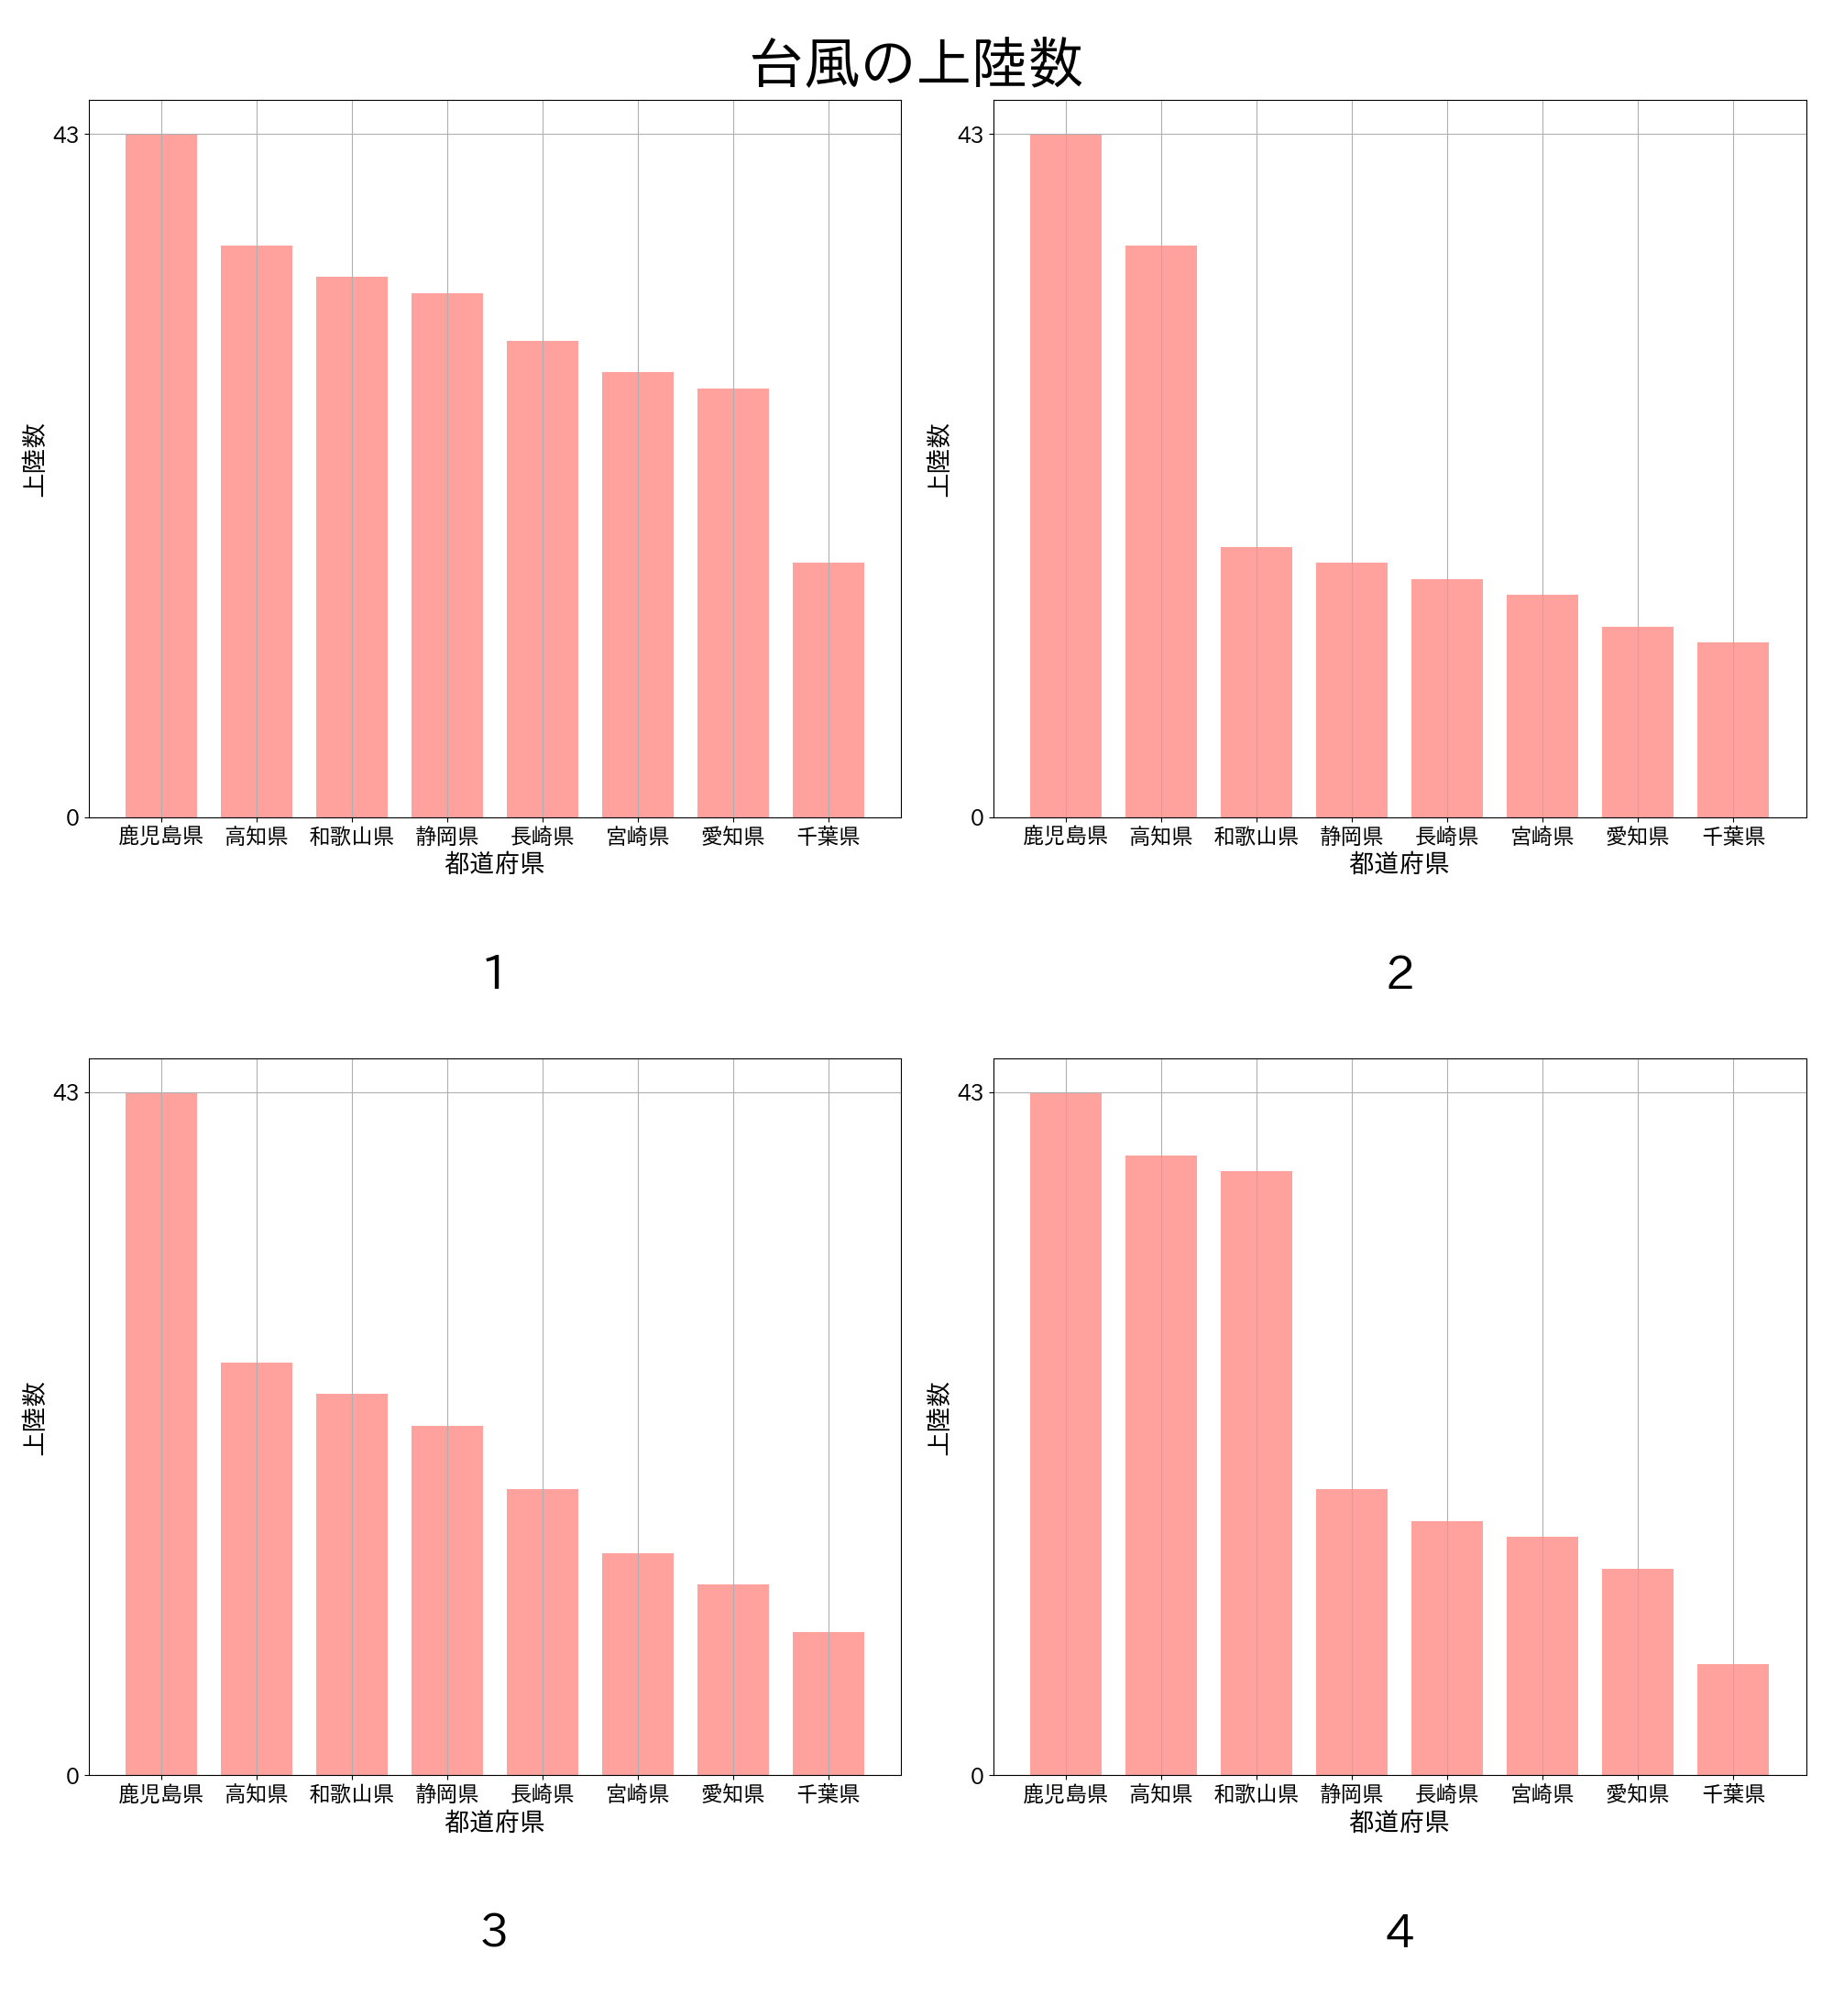 台風の上陸数
43
0
上陸数
鹿児島県 高知県 和歌山県 静岡県 長崎県 宮崎県 愛知県 千葉県
都道府県
1
43
0
上陸数
鹿児島県 高知県 和歌山県 静岡県 長崎県 宮崎県 愛知県 千葉県
都道府県
2
43
0
上陸数
鹿児島県 高知県 和歌山県 静岡県 長崎県 宮崎県 愛知県 千葉県
都道府県
3
43
0
上陸数
鹿児島県 高知県 和歌山県 静岡県 長崎県 宮崎県 愛知県 千葉県
都道府県
4